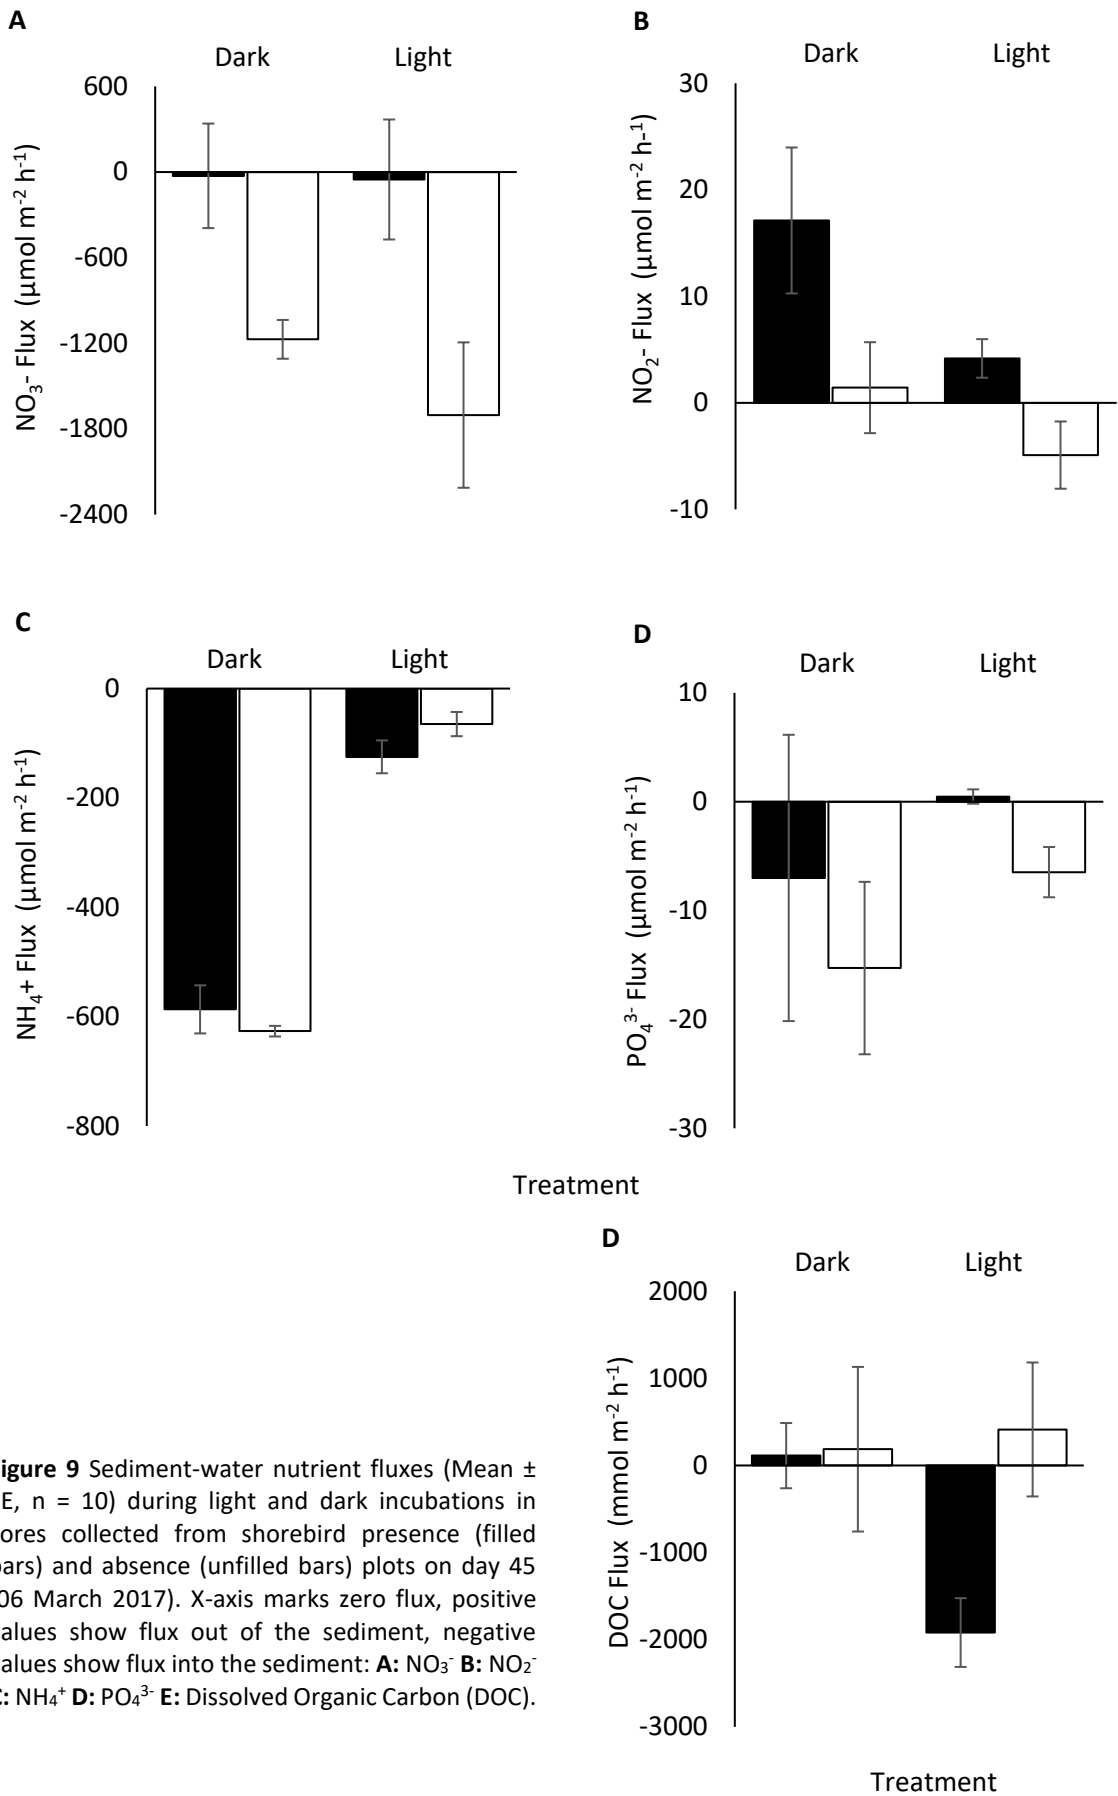 A
Dark Light
600
0
-600
-1200
-1800
-2400
NO₃- Flux (µmol m⁻² h⁻¹)
B
Dark Light
30
20
10
0
-10
NO₂- Flux (µmol m⁻² h-¹)
C
Dark Light
0
-200
-400
-600
-800
NH₄+ Flux (µmol m⁻² h⁻¹)
D
Dark Light
10
0
-10
-20
-30
PO₄³⁻ Flux (µmol m⁻² h⁻¹)
Treatment
D
Dark Light
2000
1000
0
-1000
-2000
-3000
DOC Flux (mmol m⁻² h⁻¹)
Treatment
igure 9 Sediment-water nutrient fluxes (Mean ±
E, n = 10) during light and dark incubations in
ores collected from shorebird presence (filled
bars) and absence (unfilled bars) plots on day 45
06 March 2017). X-axis marks zero flux, positive
alues show flux out of the sediment, negative
alues show flux into the sediment: A: NO₃⁻ B: NO₂⁻
C: NH₄⁺ D: PO₄³⁻ E: Dissolved Organic Carbon (DOC).